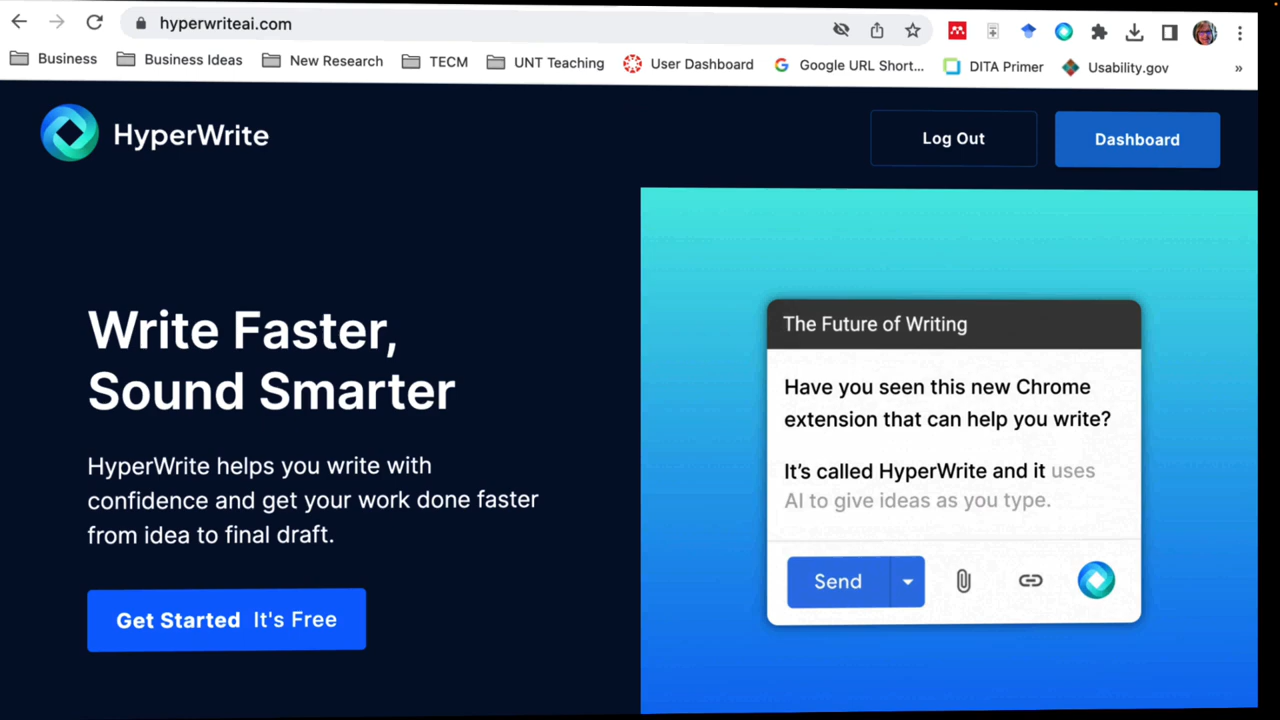 hyperwriteai.com
Business
Business Ideas
New Research
TECM
UNT Teaching
User Dashboard
Google URL Short...
DITA Primer
Usability.gov
»
HyperWrite
Log Out
Dashboard
Write Faster,
Sound Smarter
HyperWrite helps you write with
confidence and get your work done faster
from idea to final draft.
Get Started It's Free
The Future of Writing
Have you seen this new Chrome
extension that can help you write?
It's called HyperWrite and it uses
AI to give ideas as you type.
Send